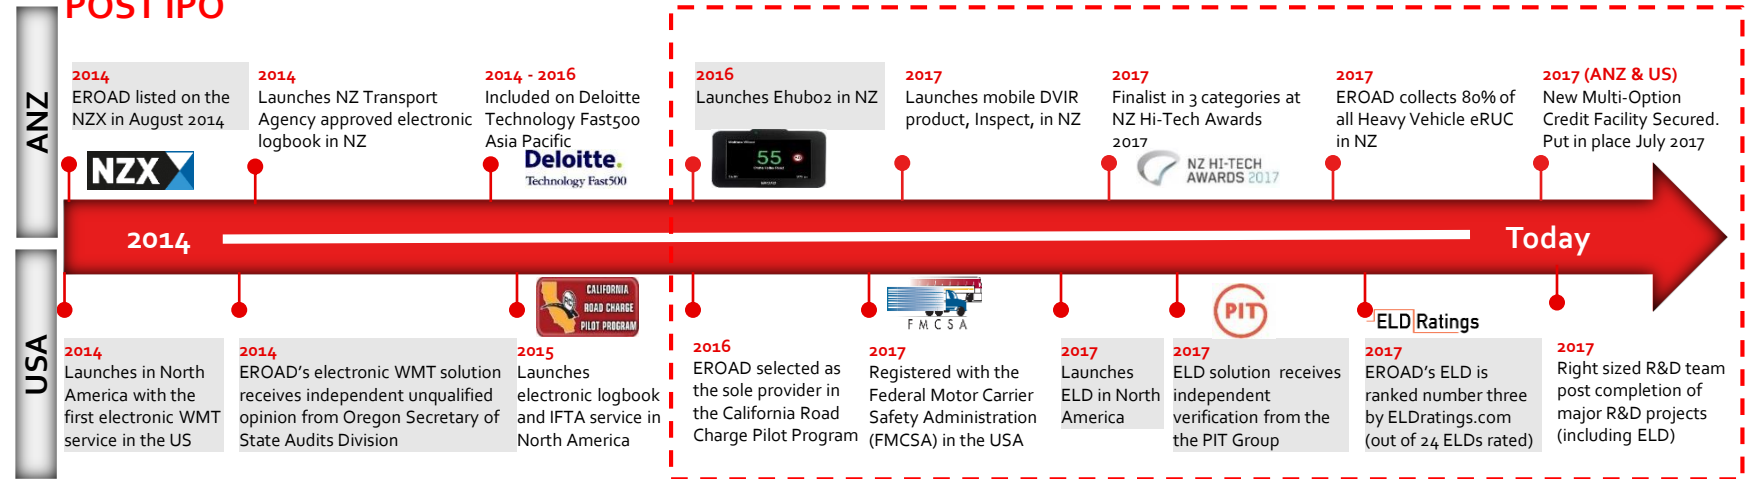 POST IPO
ANZ
2014
EROAD listed on the
NZX in August 2014
NZX
2014
Launches NZ Transport
Agency approved electronic
logbook in NZ
2014 - 2016
Included on Deloitte
Technology Fast500
Asia Pacific
Deloitte.
Technology Fast500
2016
Launches Ehubo2 in NZ
55
2017
Launches mobile DVIR
product, Inspect, in NZ
2017
Finalist in 3 categories at
NZ Hi-Tech Awards
2017
NZ HI-TECH
AWARDS 2017
2017
EROAD collects 80% of
all Heavy Vehicle eRUC
in NZ
2017 (ANZ & US)
New Multi-Option
Credit Facility Secured.
Put in place July 2017
2014
Today
USA
2014
Launches in North
America with the
first electronic WMT
service in the US
2014
EROAD's electronic WMT solution
receives independent unqualified
opinion from Oregon Secretary of
State Audits Division
CALIFORNIA
ROAD CHARGE
PILOT PROGRAM
2015
Launches
electronic logbook
and IFTA service in
North America
2016
EROAD selected as
the sole provider in
the California Road
Charge Pilot Program
FMCSA
2017
Registered with the
Federal Motor Carrier
Safety Administration
(FMCSA) in the USA
2017
Launches
ELD in North
America
PIT
2017
ELD solution receives
independent
verification from the
the PIT Group
ELD Ratings
2017
EROAD's ELD is
ranked number three
by ELDratings.com
(out of 24 ELDs rated)
2017
Right sized R&D team
post completion of
major R&D projects
(including ELD)